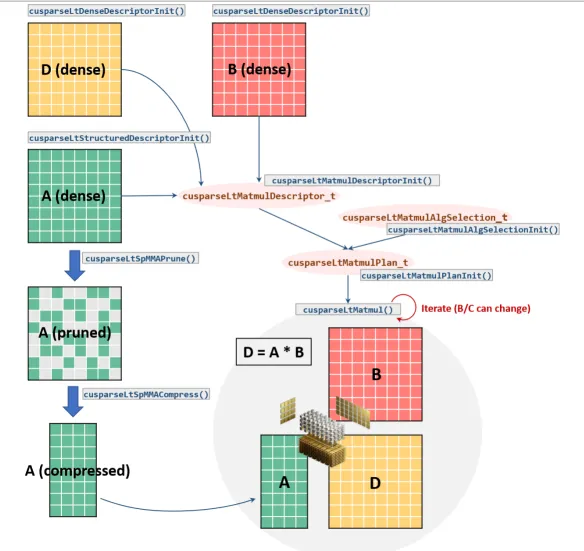 cusparseLtDenseDescriptorInit()
cusparseLtDenseDescriptorInit()
D (dense)
B (dense)
cusparseLtStructuredDescriptorInit()
A (dense)
cusparseLtMatmulDescriptorInit()
cusparseLtMatmulDescriptor_t
cusparseLtMatmulAlgSelection_t
cusparseLtMatmulAlgSelectionInit()
cusparseLtSpMMAPrune()
cusparseLtMatmulPlan_t
cusparseLtMatmulPlanInit()
cusparseLtMatmul()
Iterate (B/C can change)
A (pruned)
D = A * B
B
cusparseLtSpMMACompress()
A (compressed)
A
D